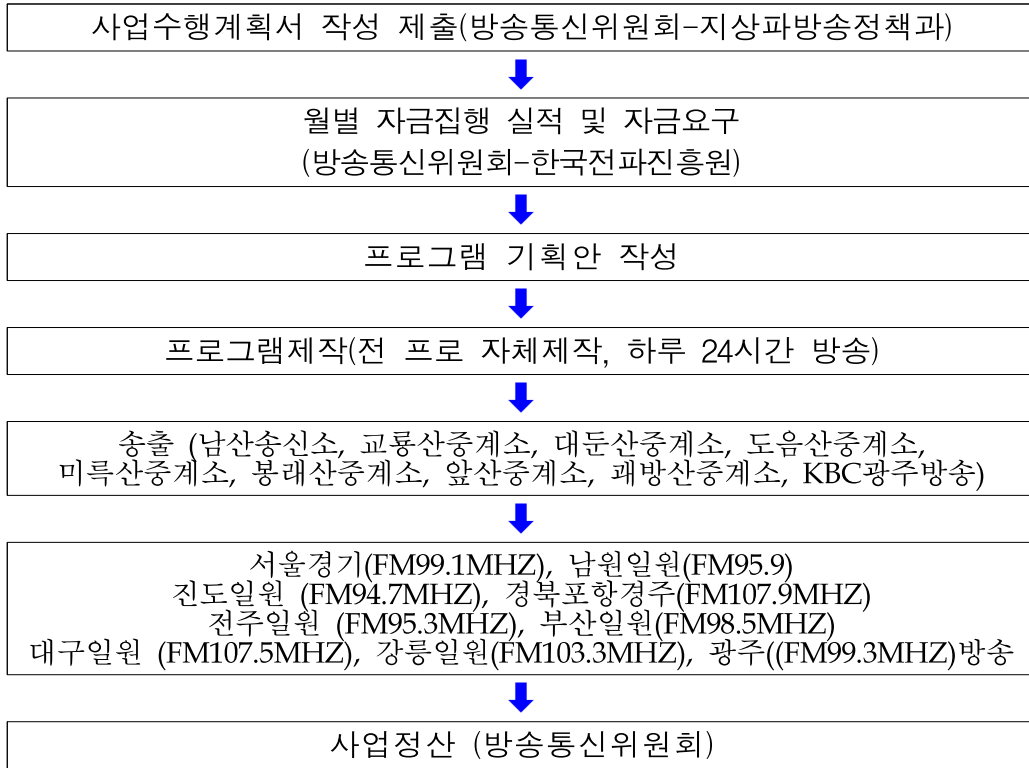 사업수행계획서 작성 제출(방송통신위원회-지상파방송정책과)
월별 자금집행 실적 및 자금요구
(방송통신위원회-한국전파진흥원)
프로그램 기획안 작성
프로그램제작(전 프로 자체제작, 하루 24시간 방송)
송출 (남산송신소, 교룡산중계소, 대둔산중계소, 도음산중계소,
미륵산중계소, 봉래산중계소, 앞산중계소, 괘방산중계소, KBC광주방송)
서울경기(FM99.1MHZ), 남원일원(FM95.9)
진도일원 (FM94.7MHZ), 경북포항경주(FM107.9MHZ)
전주일원 (FM95.3MHZ), 부산일원(FM98.5MHZ)
대구일원 (FM107.5MHZ), 강릉일원(FM103.3MHZ), 광주((FM99.3MHZ)방송
사업정산 (방송통신위원회)